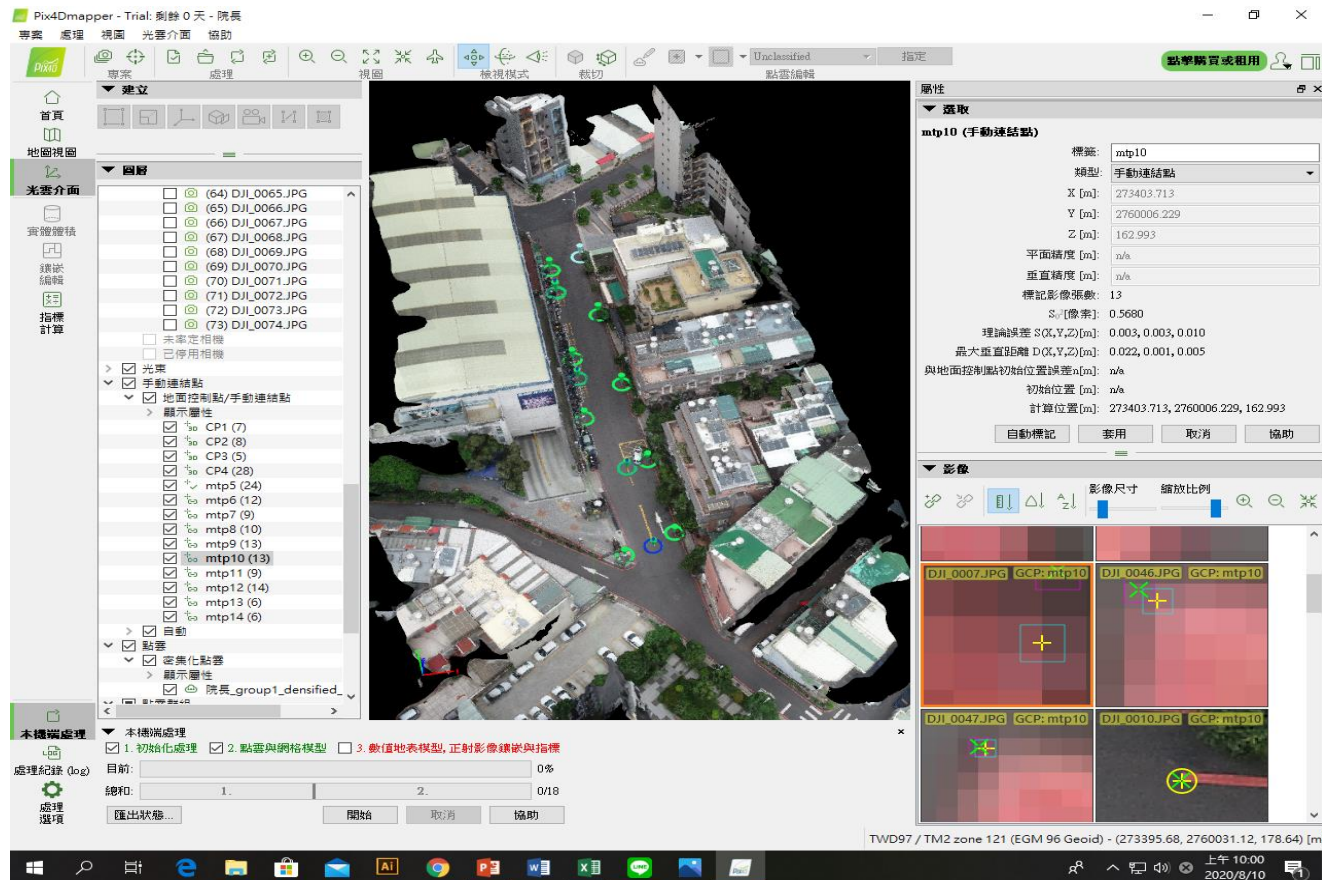 Pix4Dmapper - Trial: 剩餘 0 天 - 院長
專案 處理 視圖 光雲介面 協助
PIX4D
專案 處理 視圖 檢視模式 裁切 點雲編輯
Unclassified 指定
點擊購買或租用
首頁
地圖視圖
光雲介面
實體體積
鑲嵌
編輯
指標
計算
建立
圖層
(64) DJI_0065.JPG
(65) DJI_0066.JPG
(66) DJI_0067.JPG
(67) DJI_0068.JPG
(68) DJI_0069.JPG
(69) DJI_0070.JPG
(70) DJI_0071.JPG
(71) DJI_0072.JPG
(72) DJI_0073.JPG
(73) DJI_0074.JPG
未率定相機
已停用相機
光束
手動連結點
地面控制點/手動連結點
顯示屬性
CP1 (7)
CP2 (8)
CP3 (5)
CP4 (28)
mtp5 (24)
mtp6 (12)
mtp7 (9)
mtp8 (10)
mtp9 (13)
mtp10 (13)
mtp11 (9)
mtp12 (14)
mtp13 (6)
mtp14 (6)
自動
點雲
密集化點雲
顯示屬性
院長_group1_densified_
屬性
選取
mtp10 (手動連結點)
標籤: mtp10
類型: 手動連結點
X [m]: 273403.713
Y [m]: 2760006.229
Z [m]: 162.993
平面精度 [m]: n/a
垂直精度 [m]: n/a
標記影像張數: 13
S₀²[像素]: 0.5680
理論誤差 S(X,Y,Z)[m]: 0.003, 0.003, 0.010
最大垂直距離 D(X,Y,Z)[m]: 0.022, 0.001, 0.005
與地面控制點初始位置誤差n[m]: n/a
初始位置 [m]: n/a
計算位置[m]: 273403.713, 2760006.229, 162.993
自動標記 套用 取消 協助
影像
影像尺寸 縮放比例
DJI_0007.JPG GCP: mtp10
DJI_0046.JPG GCP: mtp10
DJI_0047.JPG GCP: mtp10
DJI_0010.JPG GCP: mtp10
本機端處理
處理紀錄 (log)
處理
選項
本機端處理
1. 初始化處理 2. 點雲與網格模型 3. 數值地表模型, 正射影像鑲嵌與指標
目前: 0%
總和: 1. 2. 0/18
匯出狀態... 開始 取消 協助
TWD97 / TM2 zone 121 (EGM 96 Geoid) - (273395.68, 2760031.12, 178.64) [m
Ai
上午 10:00
2020/8/10